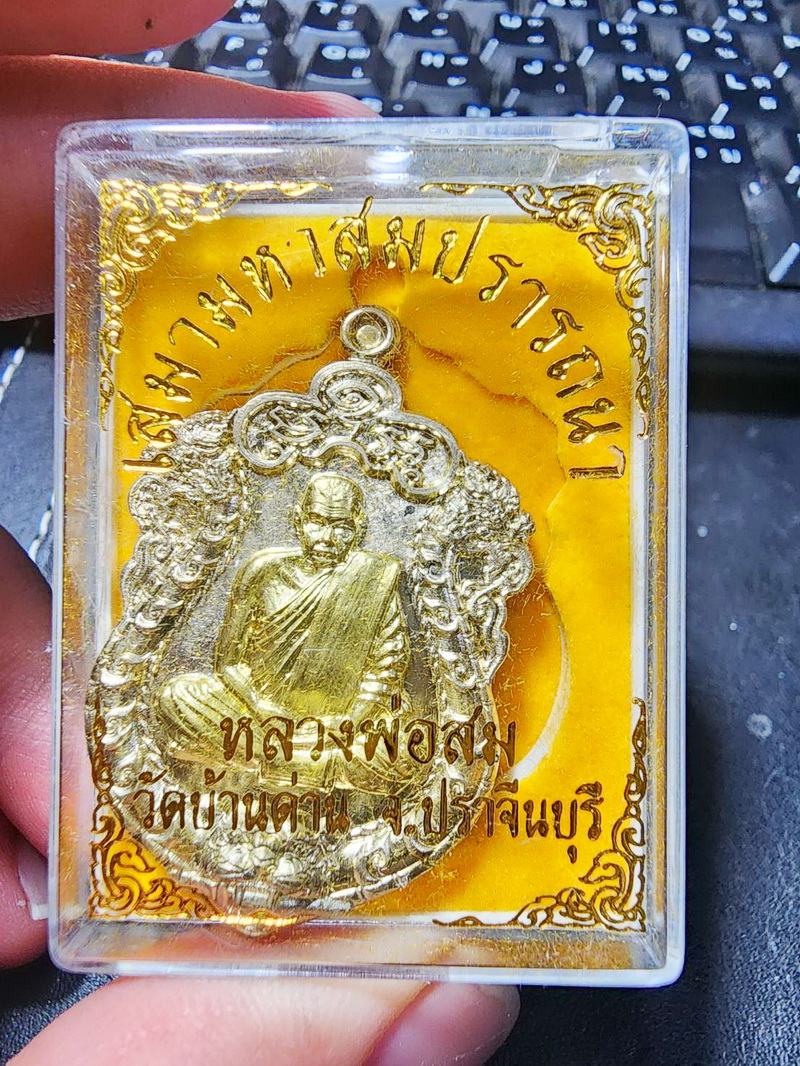 เสมามหาสมปรารถนา
หลวงพ่อสม
วัดบ้านด่าน จ.ปราจีนบุรี